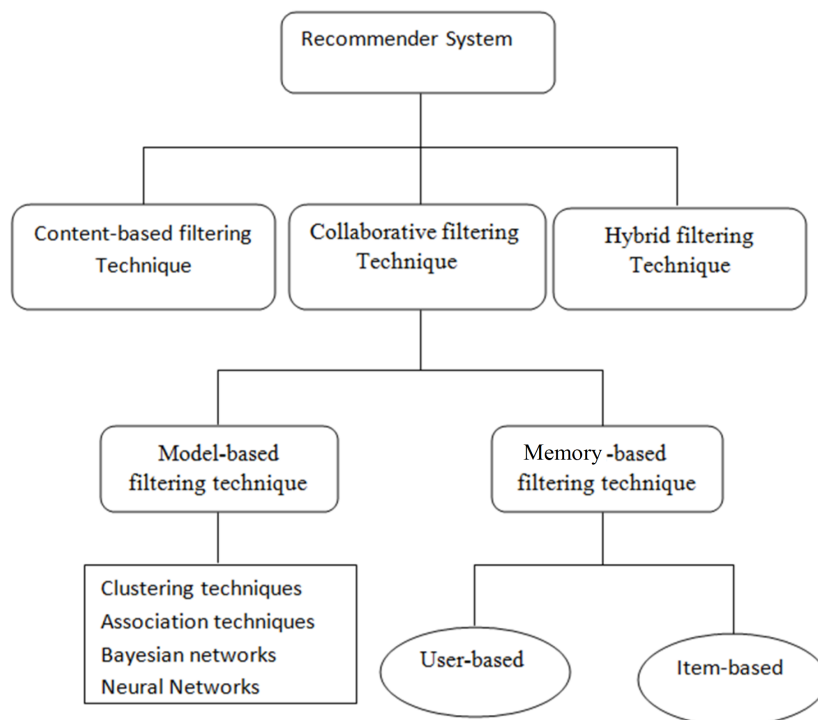 Recommender System
Content-based filtering
Technique
Collaborative filtering
Technique
Hybrid filtering
Technique
Model-based
filtering technique
Memory-based
filtering technique
Clustering techniques
Association techniques
Bayesian networks
Neural Networks
User-based
Item-based